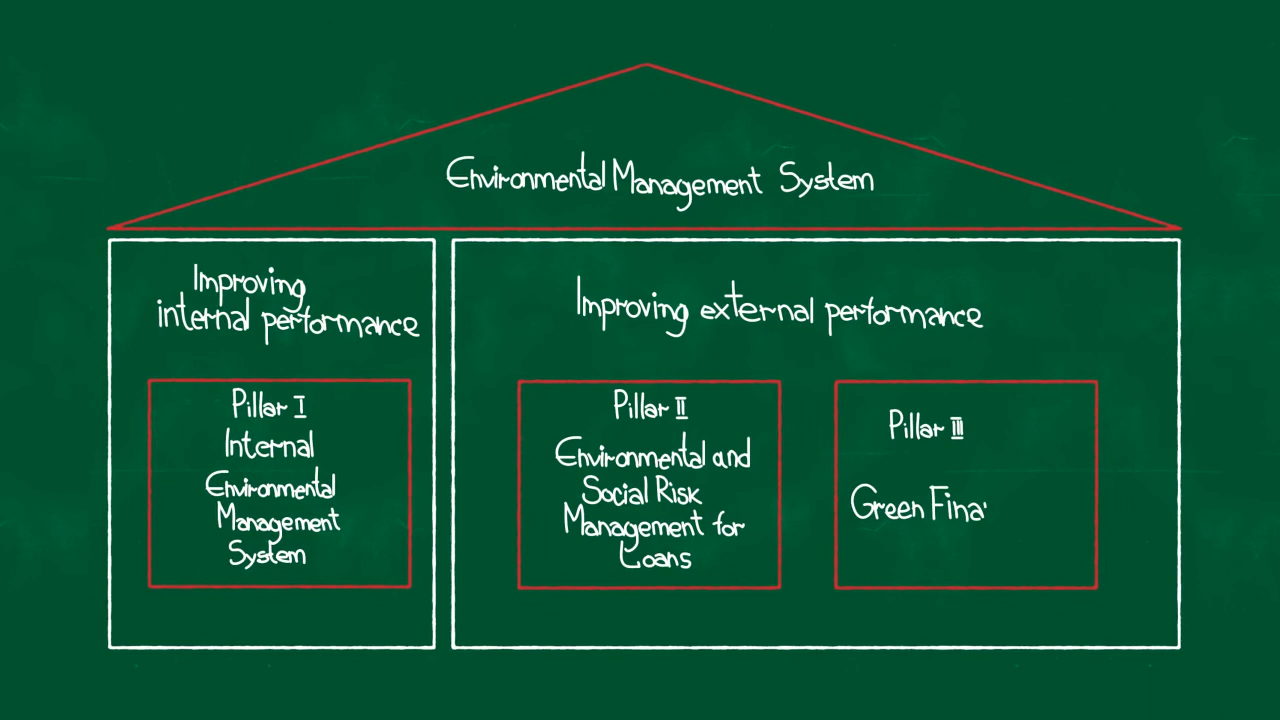 Environmental Management System
Improving
internal performance
Improving external performance
Pillar I
Internal
Environmental
Management
System
Pillar II
Environmental and
Social Risk
Management for
Loans
Pillar III
Green Fina